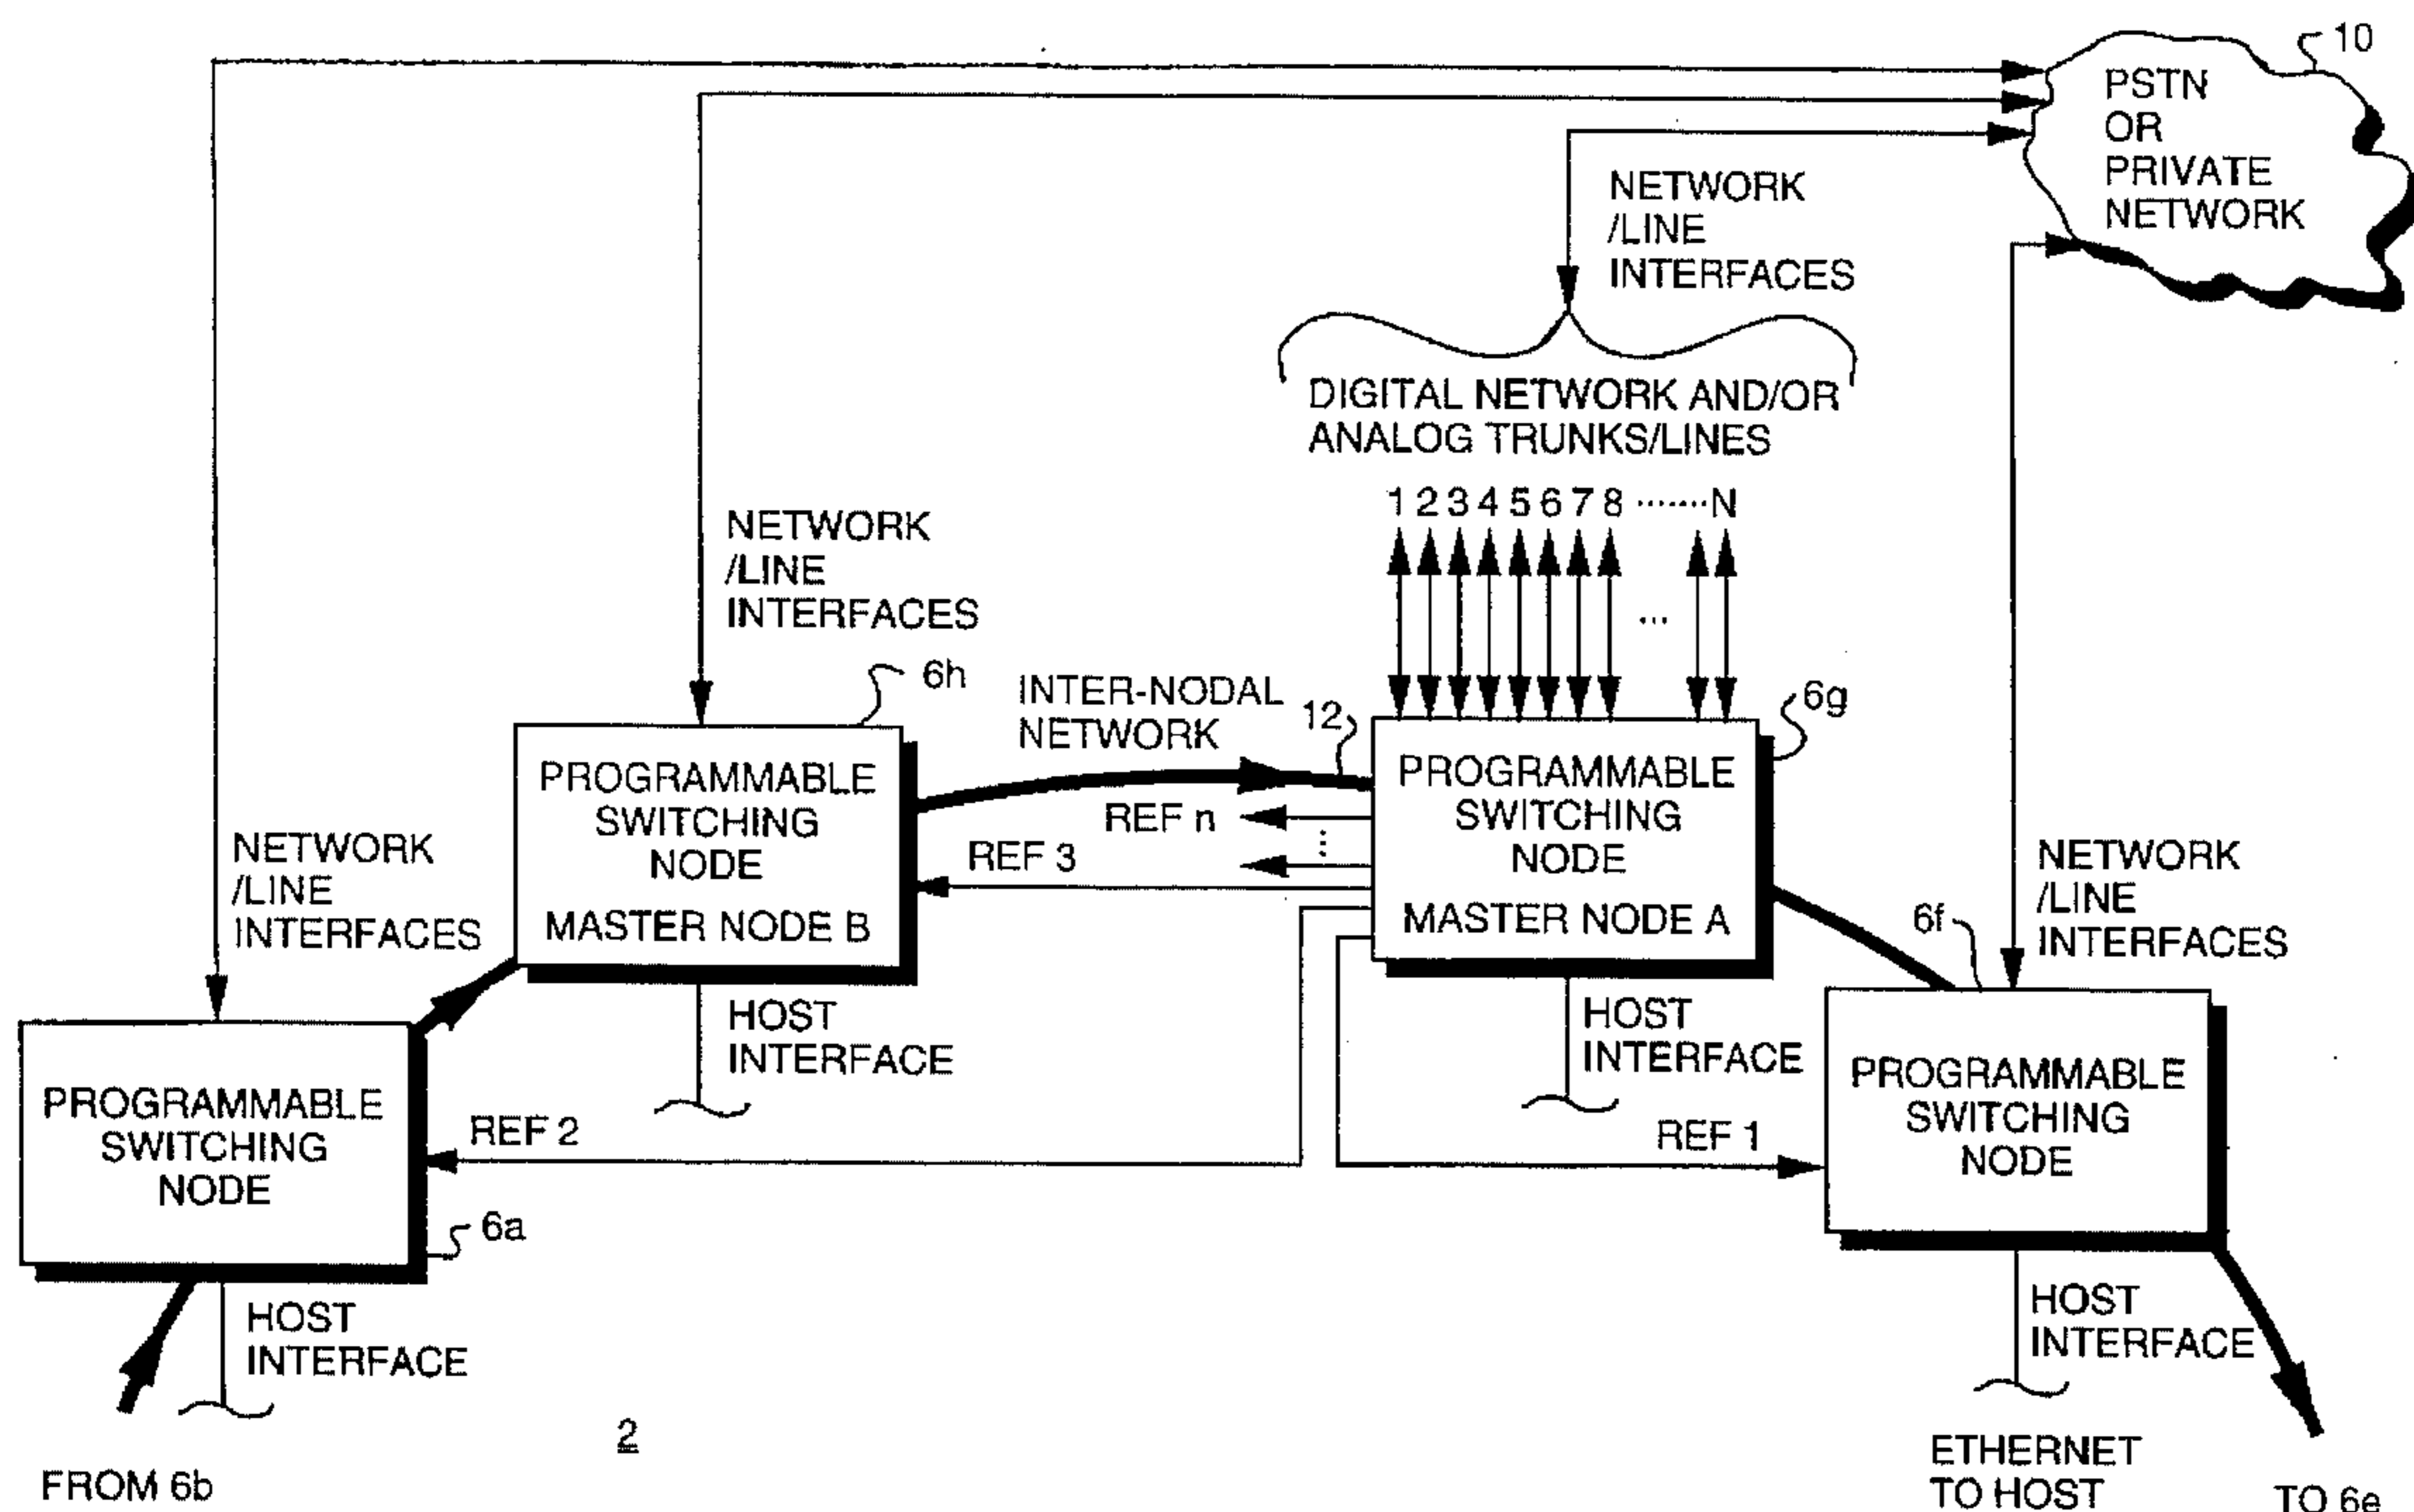 10
PSTN
OR
PRIVATE
NETWORK
NETWORK
/LINE
INTERFACES
DIGITAL NETWORK AND/OR
ANALOG TRUNKS/LINES
1 2 3 4 5 6 7 8 ....... N
...
NETWORK
/LINE
INTERFACES
6h
INTER-NODAL
NETWORK
12
6g
PROGRAMMABLE
SWITCHING
NODE
MASTER NODE B
REF n
REF 3
PROGRAMMABLE
SWITCHING
NODE
MASTER NODE A
NETWORK
/LINE
INTERFACES
6f
NETWORK
/LINE
INTERFACES
HOST
INTERFACE
HOST
INTERFACE
PROGRAMMABLE
SWITCHING
NODE
6a
REF 2
REF 1
PROGRAMMABLE
SWITCHING
NODE
HOST
INTERFACE
HOST
INTERFACE
2
FROM 6b
ETHERNET
TO HOST
TO 6e